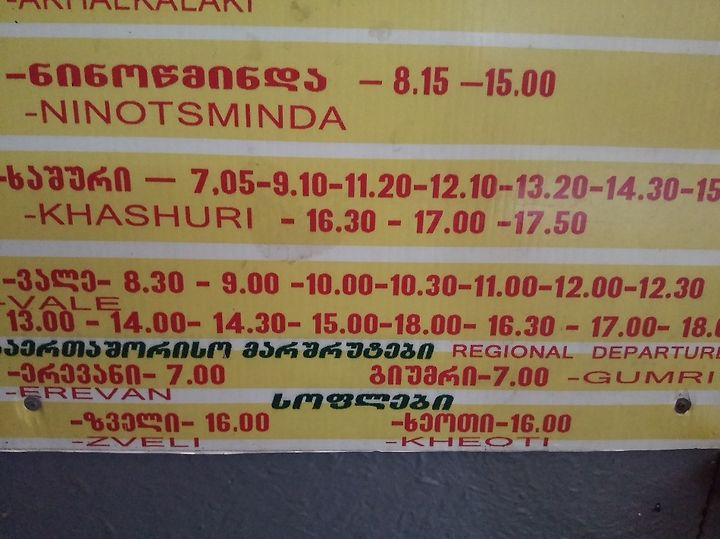 -AKHALKALAKI
-ნინოწმინდა - 8.15 -15.00
-NINOTSMINDA
-ხაშური - 7,05-9.10-11.20-12.10-13.20-14.30-15
-KHASHURI - 16.30 - 17.00 -17.50
-ვალე- 8.30 - 9.00 -10.00-10.30-11.00-12.00-12.30
-VALE
13.00 - 14.00- 14.30- 15.00-18.00- 16.30 - 17.00- 18.0
საერთაშორისო მარშრუტები REGIONAL DEPARTUR
-ერევანი- 7.00 გიუმრი-7.00 -GUMRI
-EREVAN
სოფლები
-ზველი- 16.00 -ხეოთი-16.00
-ZVELI -KHEOTI